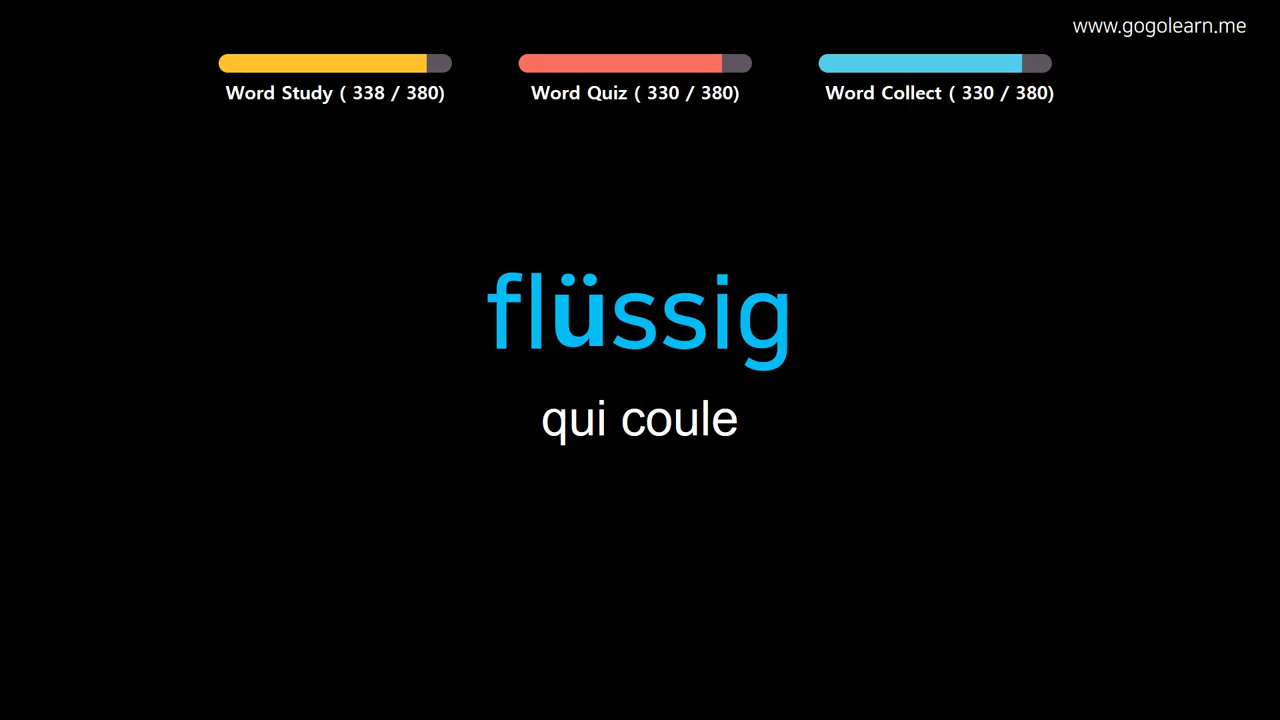 www.gogolearn.me
Word Study ( 338 / 380)
Word Quiz ( 330 / 380)
Word Collect ( 330 / 380)
flüssig
qui coule